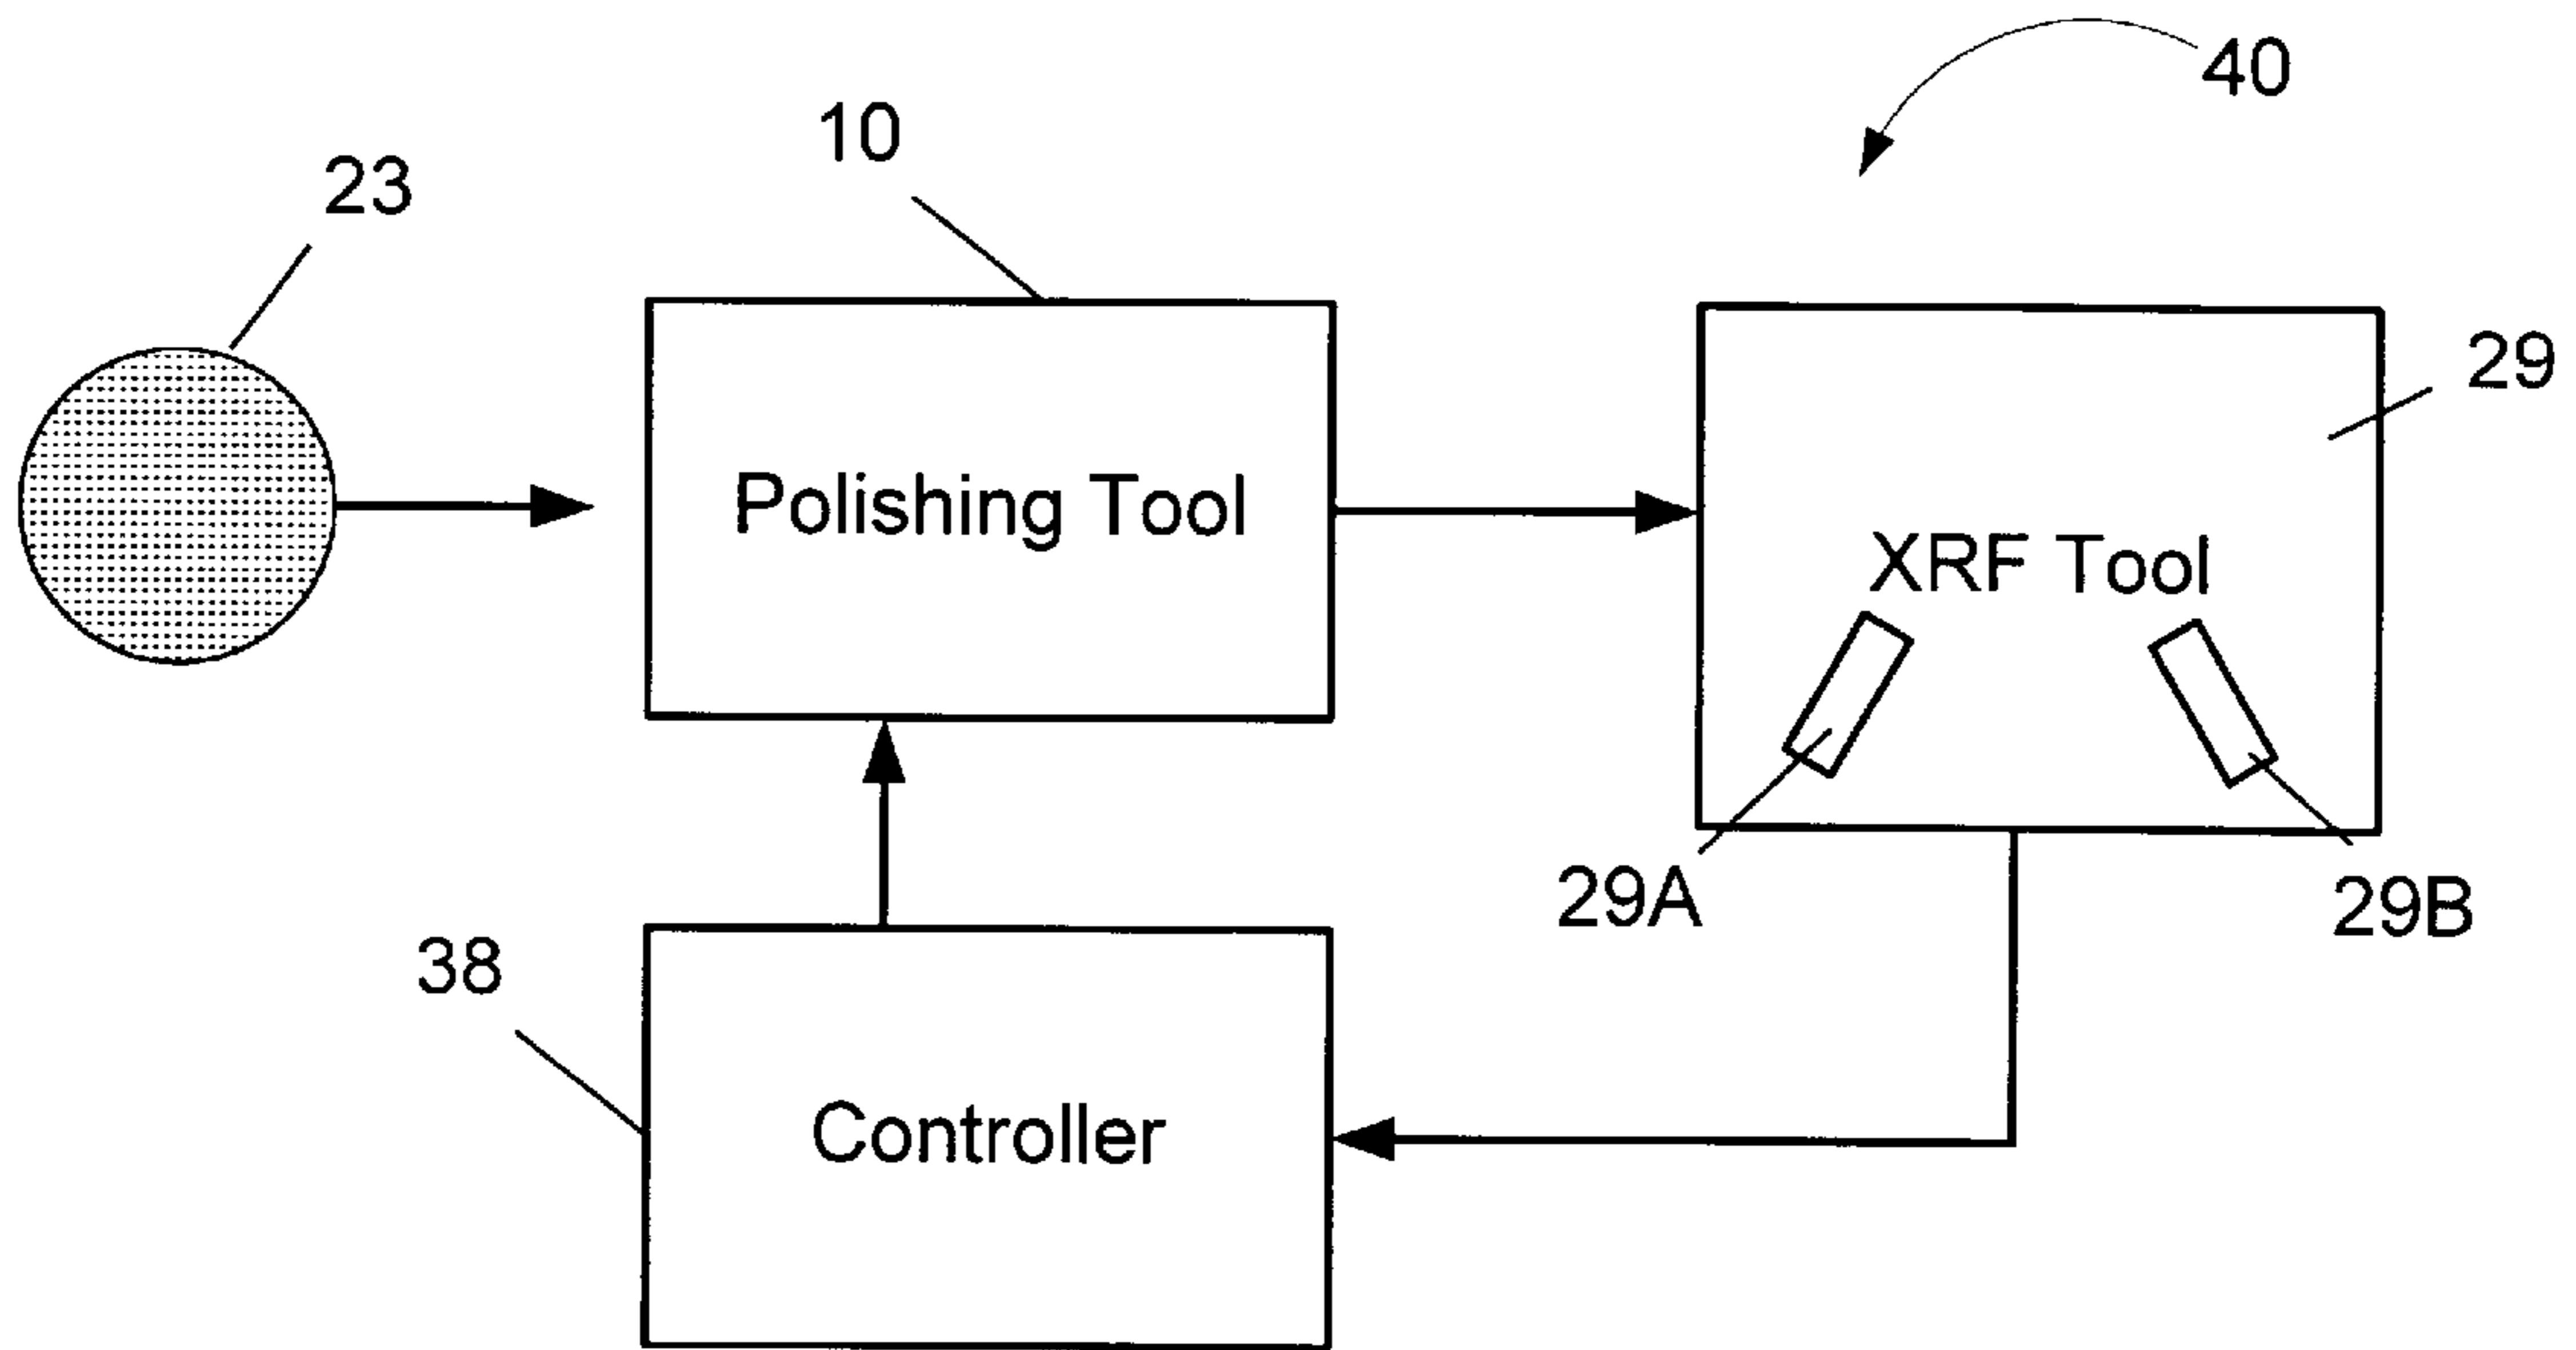 40
10
23
29
Polishing Tool
XRF Tool
29A
29B
38
Controller